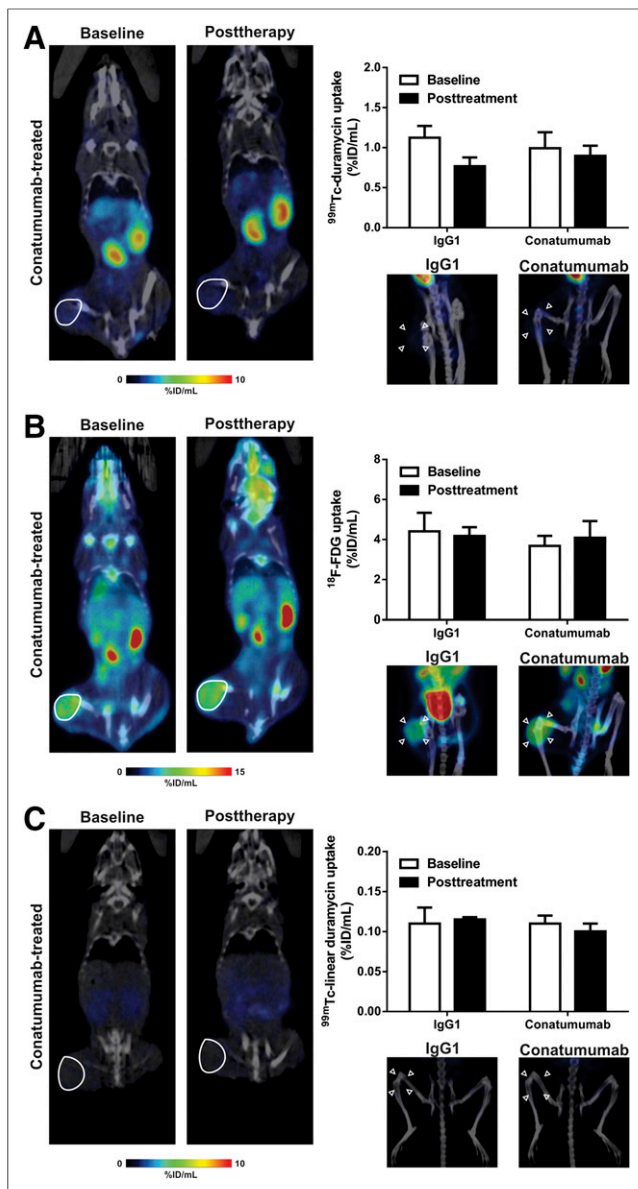 A
Baseline
Posttherapy
Conatumumab-treated
0
10
%ID/mL
99mTc-duramycin uptake
(%ID/mL)
2.0
1.5
1.0
0.5
0.0
Baseline
Posttreatment
IgG1
Conatumumab
IgG1
Conatumumab
B
Baseline
Posttherapy
Conatumumab-treated
0
15
%ID/mL
18F-FDG uptake
(%ID/mL)
8
6
4
2
0
Baseline
Posttreatment
IgG1
Conatumumab
IgG1
Conatumumab
C
Baseline
Posttherapy
Conatumumab-treated
0
10
%ID/mL
99mTc-linear duramycin uptake
(%ID/mL)
0.20
0.15
0.10
0.05
0.00
Baseline
Posttreatment
IgG1
Conatumumab
IgG1
Conatumumab